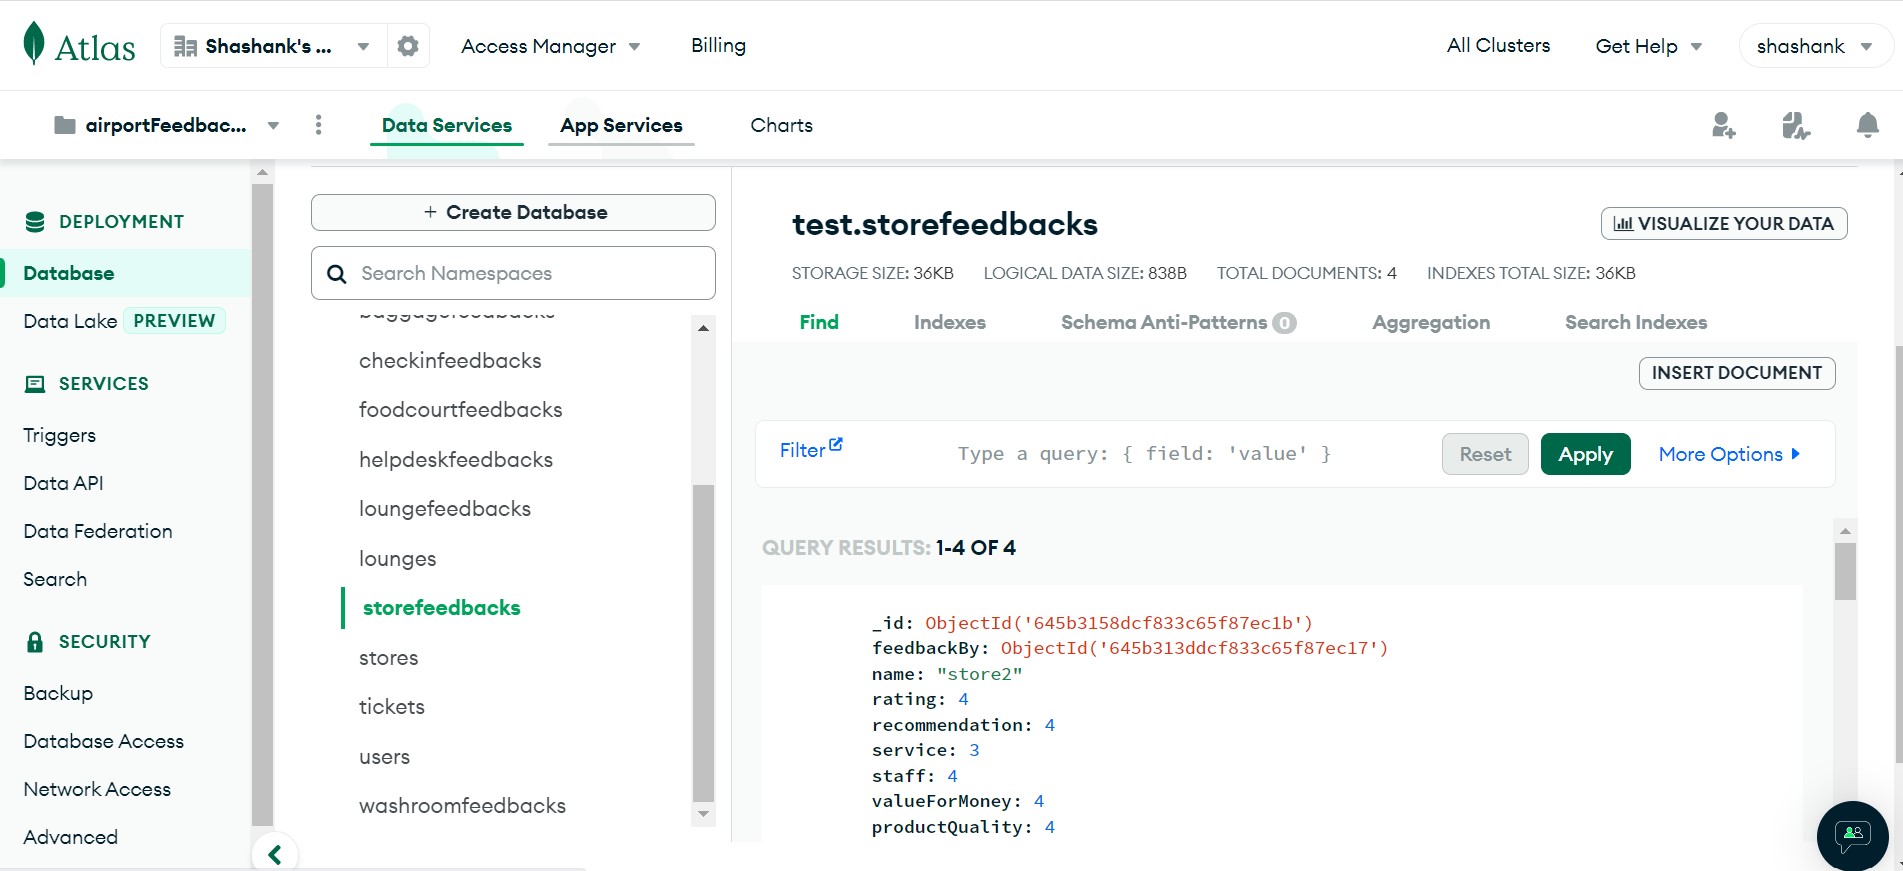 Atlas
Shashank's ...
Access Manager
Billing
All Clusters
Get Help
shashank
airportFeedbac...
Data Services
App Services
Charts
DEPLOYMENT
Database
Data Lake PREVIEW
SERVICES
Triggers
Data API
Data Federation
Search
SECURITY
Backup
Database Access
Network Access
Advanced
+ Create Database
Search Namespaces
baggagefeedbacks
checkinfeedbacks
foodcourtfeedbacks
helpdeskfeedbacks
loungefeedbacks
lounges
storefeedbacks
stores
tickets
users
washroomfeedbacks
test.storefeedbacks
VISUALIZE YOUR DATA
STORAGE SIZE: 36KB LOGICAL DATA SIZE: 838B TOTAL DOCUMENTS: 4 INDEXES TOTAL SIZE: 36KB
Find Indexes Schema Anti-Patterns 0 Aggregation Search Indexes
INSERT DOCUMENT
Filter Type a query: { field: 'value' } Reset Apply More Options
QUERY RESULTS: 1-4 OF 4
_id: ObjectId('645b3158dcf833c65f87ec1b')
feedbackBy: ObjectId('645b313ddcf833c65f87ec17')
name: "store2"
rating: 4
recommendation: 4
service: 3
staff: 4
valueForMoney: 4
productQuality: 4